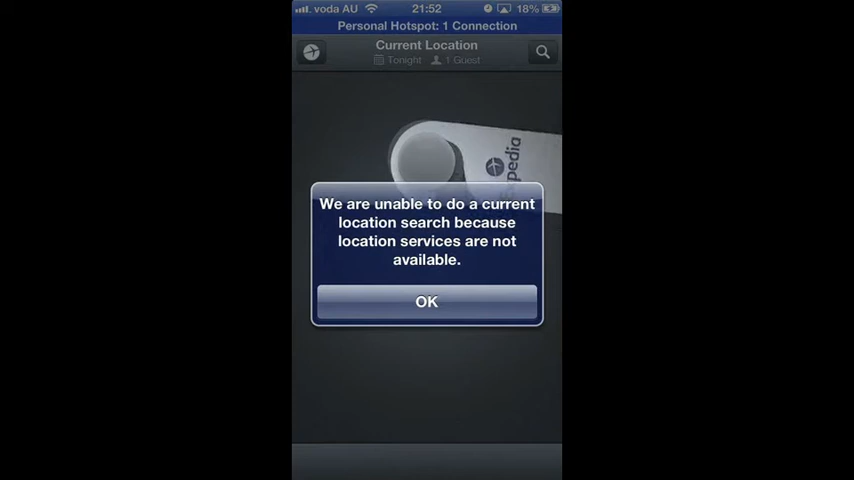 voda AU 21:52 18%
Personal Hotspot: 1 Connection
Current Location
Tonight 1 Guest
pedia
We are unable to do a current
location search because
location services are not
available.
OK